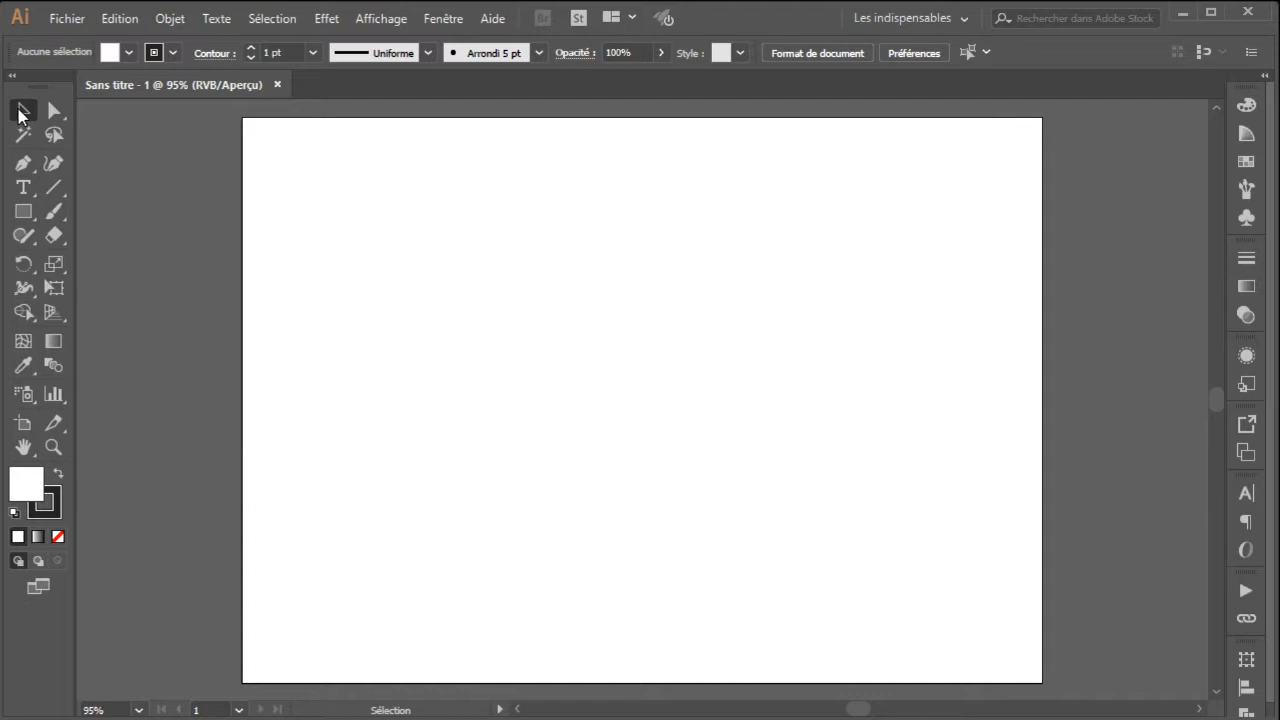 Ai Fichier Edition Objet Texte Sélection Effet Affichage Fenêtre Aide Br St Les indispensables Rechercher dans Adobe Stock
Aucune sélection Contour : 1 pt Uniforme Arrondi 5 pt Opacité : 100% Style : Format de document Préférences
Sans titre - 1 @ 95% (RVB/Aperçu)
95% 1 Sélection